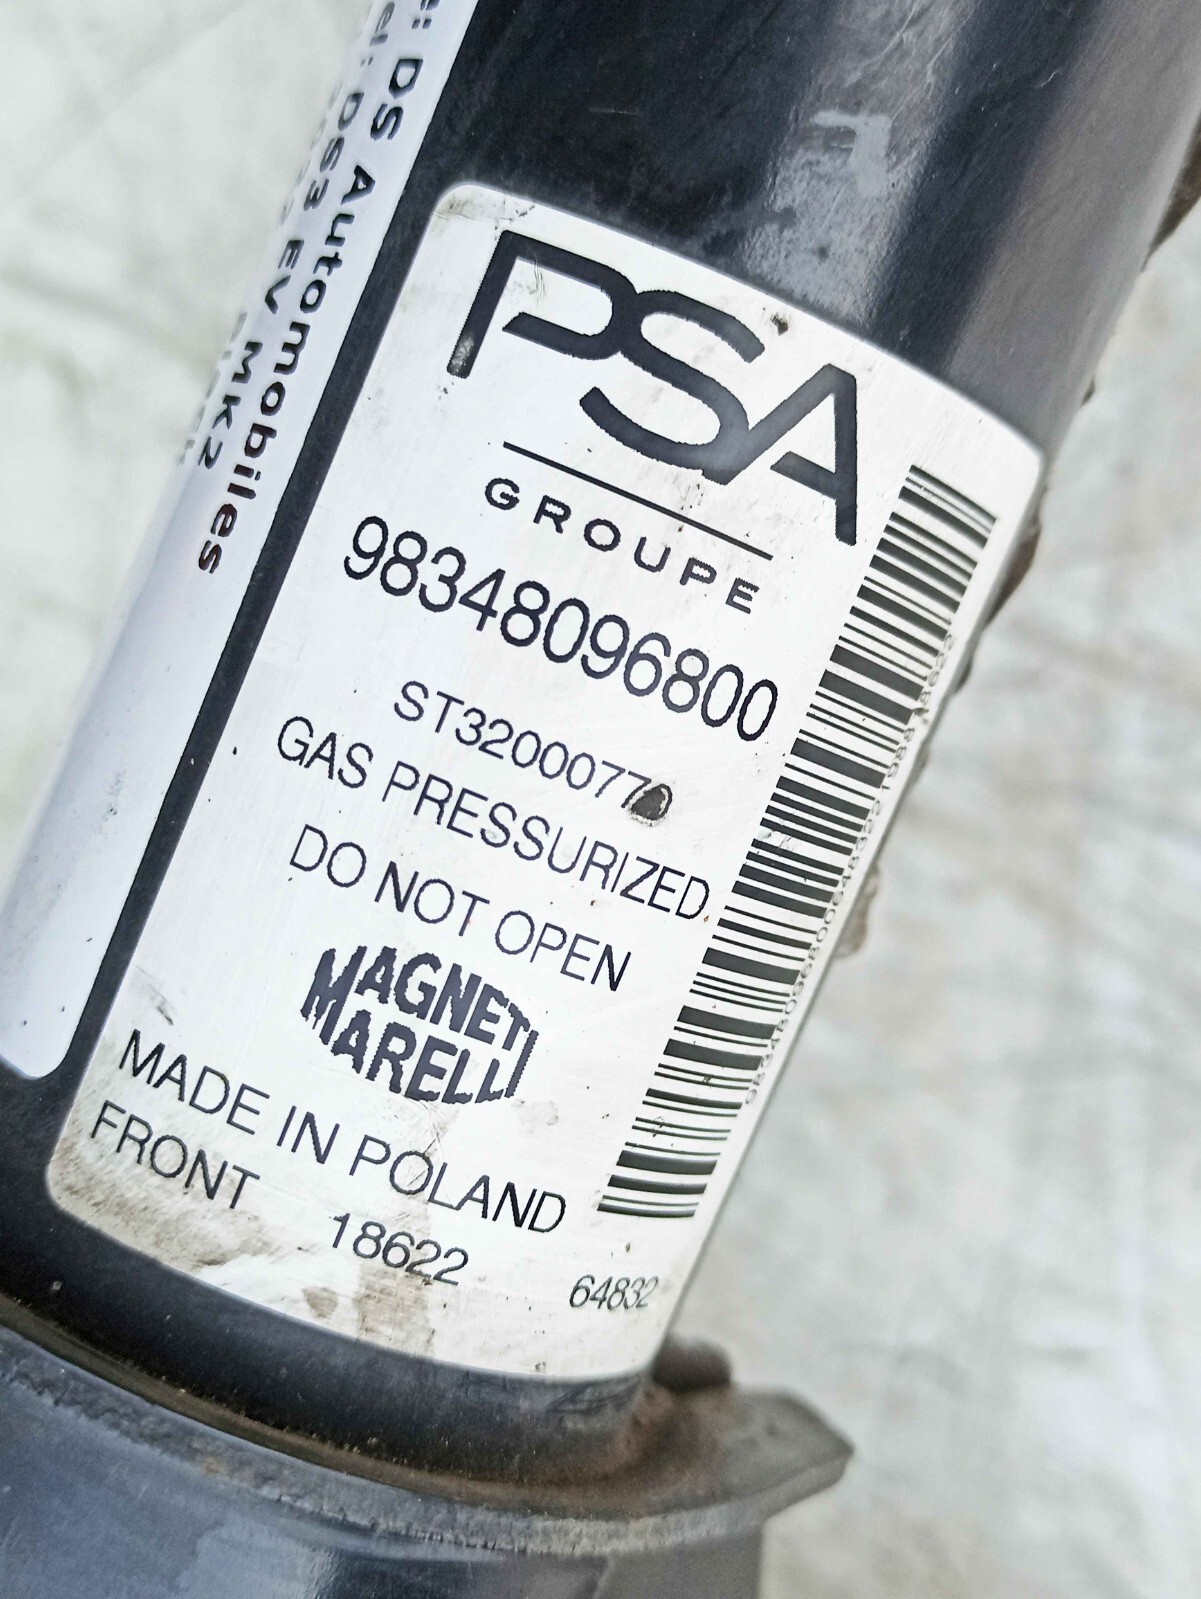 : DS Automobiles
: DS3
EV MK2
PSA
GROUPE
98348096800
ST3200077
GAS PRESSURIZED
DO NOT OPEN
MAGNETI
MARELLI
MADE IN POLAND
FRONT
18622
64832